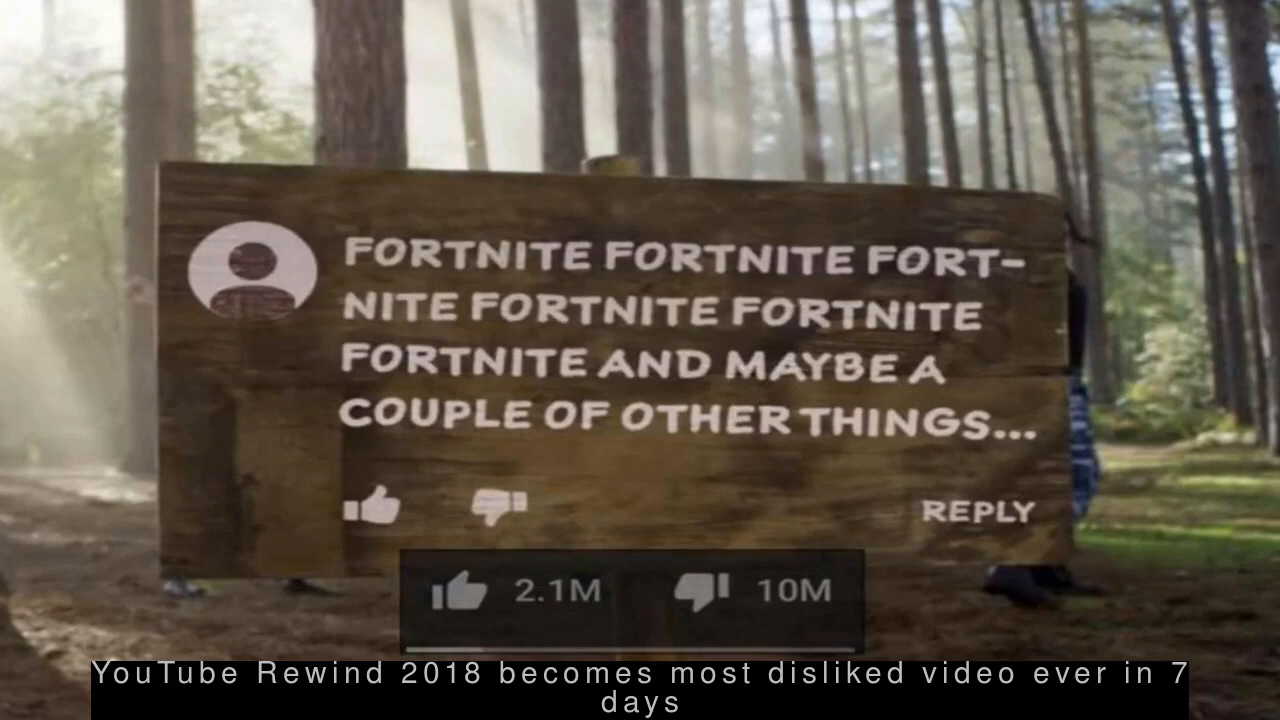 FORTNITE FORTNITE FORT-
NITE FORTNITE FORTNITE
FORTNITE AND MAYBE A
COUPLE OF OTHER THINGS...
REPLY
2.1M 10M
YouTube Rewind 2018 becomes most disliked video ever in 7
days